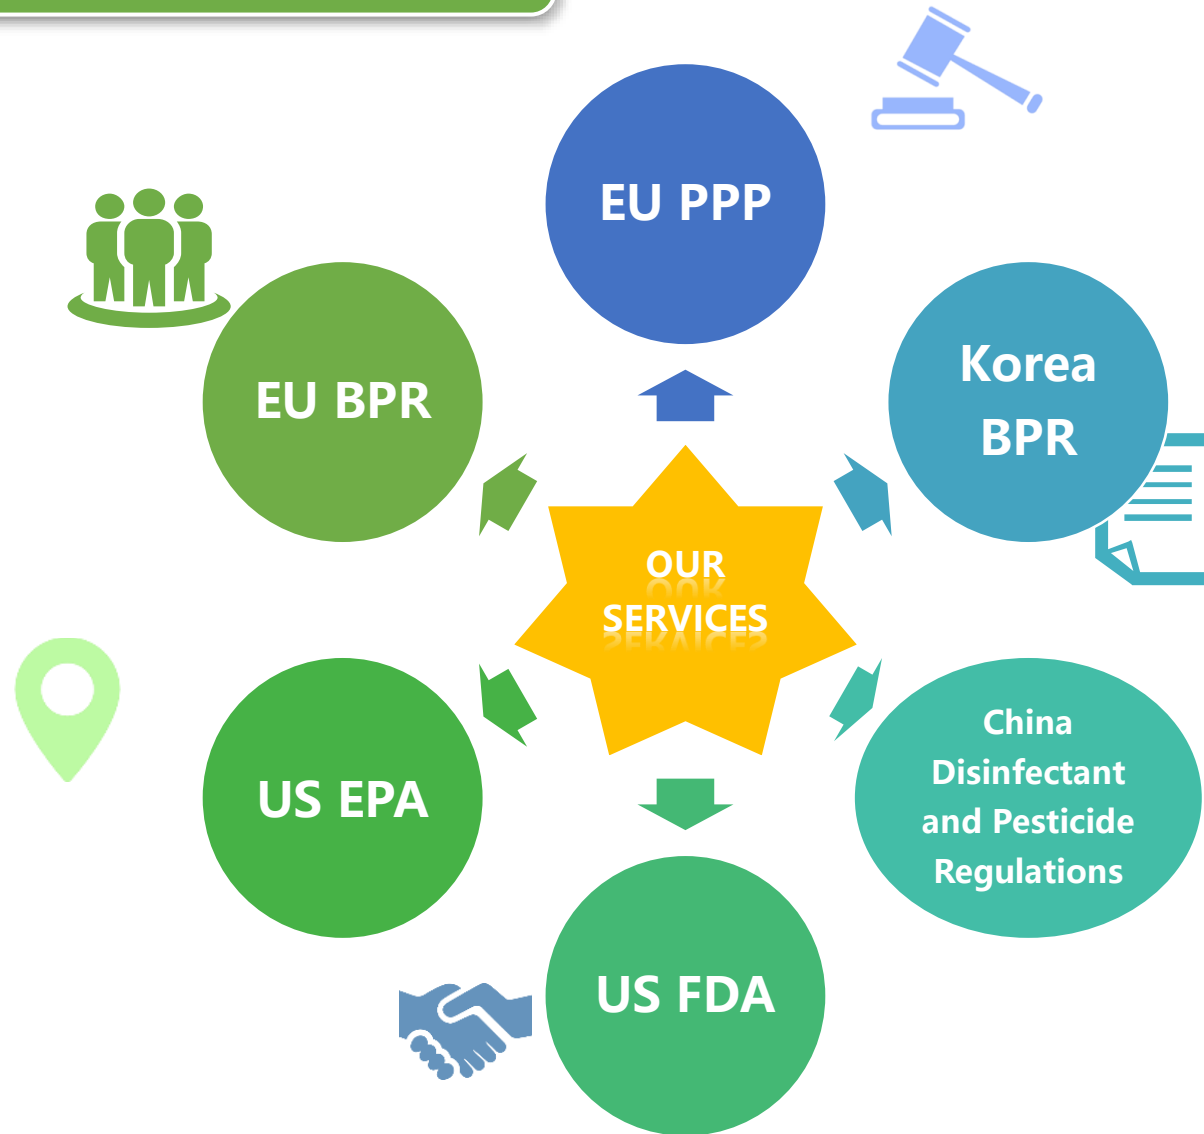 EU PPP
Korea
BPR
EU BPR
OUR
SERVICES
China
Disinfectant
and Pesticide
Regulations
US EPA
US FDA